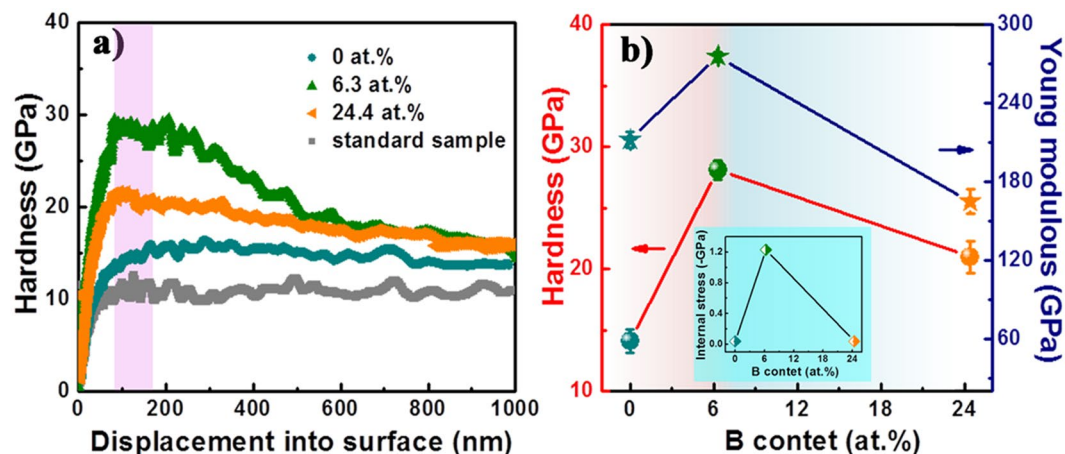 a)
Hardness (GPa)
40
30
20
10
0
0 at.%
6.3 at.%
24.4 at.%
standard sample
0 200 400 600 800 1000
Displacement into surface (nm)
b)
Hardness (GPa)
40
30
20
10
Young modulous (GPa)
300
240
180
120
60
Internal stress (-GPa)
1.2
0.8
0.4
0.0
0 6 12 18 24
B contet (at.%)
0 6 12 18 24
B contet (at.%)